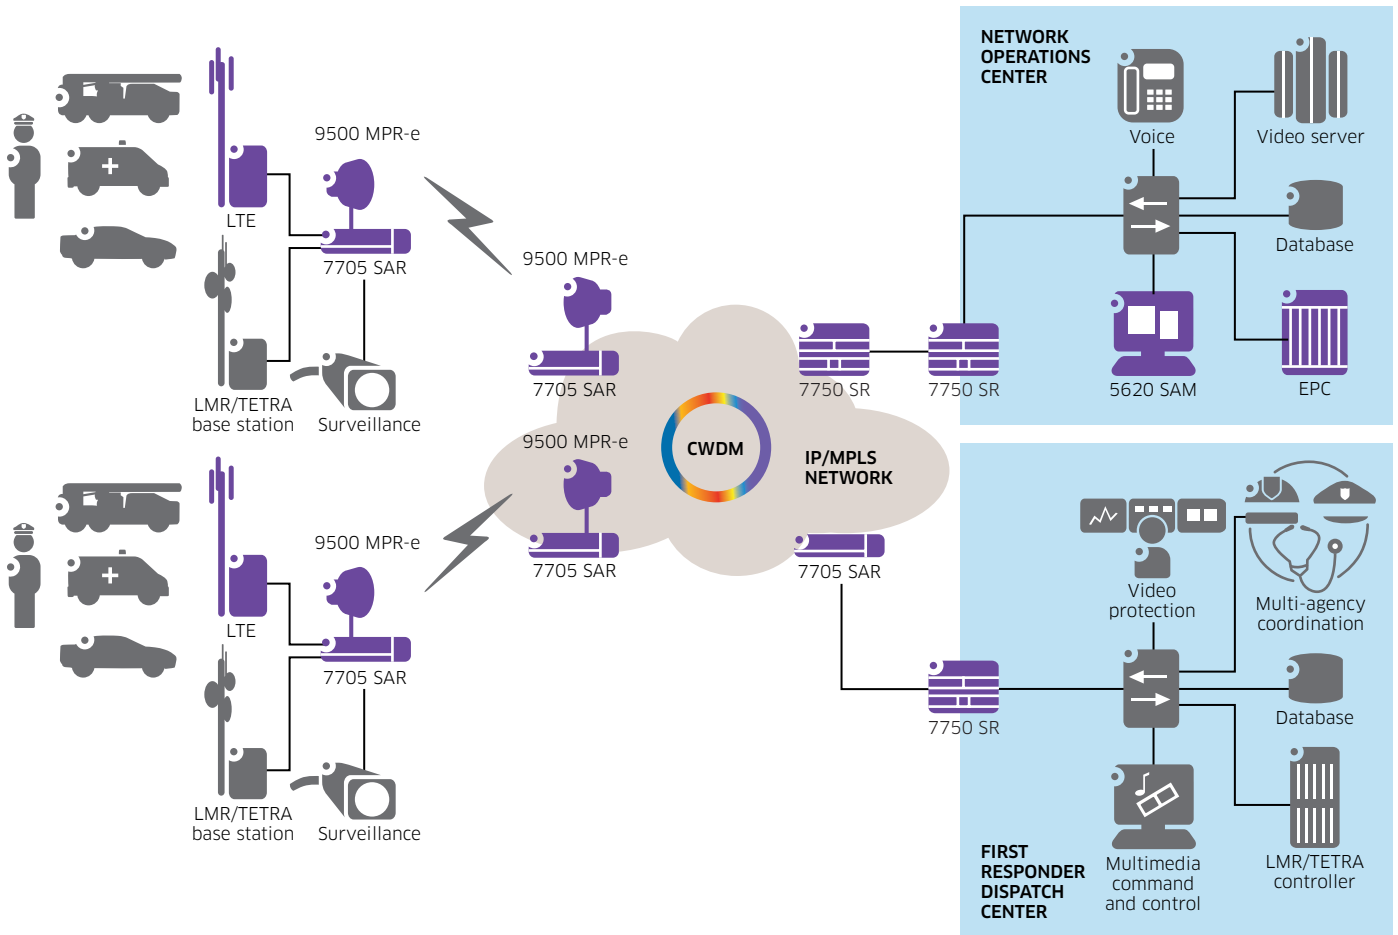 NETWORK
OPERATIONS
CENTER
Voice
Video server
Database
5620 SAM
EPC
9500 MPR-e
LTE
7705 SAR
LMR/TETRA
base station
Surveillance
9500 MPR-e
7705 SAR
7750 SR
7750 SR
CWDM
IP/MPLS
NETWORK
9500 MPR-e
7705 SAR
7705 SAR
9500 MPR-e
LTE
7705 SAR
LMR/TETRA
base station
Surveillance
7750 SR
Video
protection
Multi-agency
coordination
Database
Multimedia
command
and control
LMR/TETRA
controller
FIRST
RESPONDER
DISPATCH
CENTER